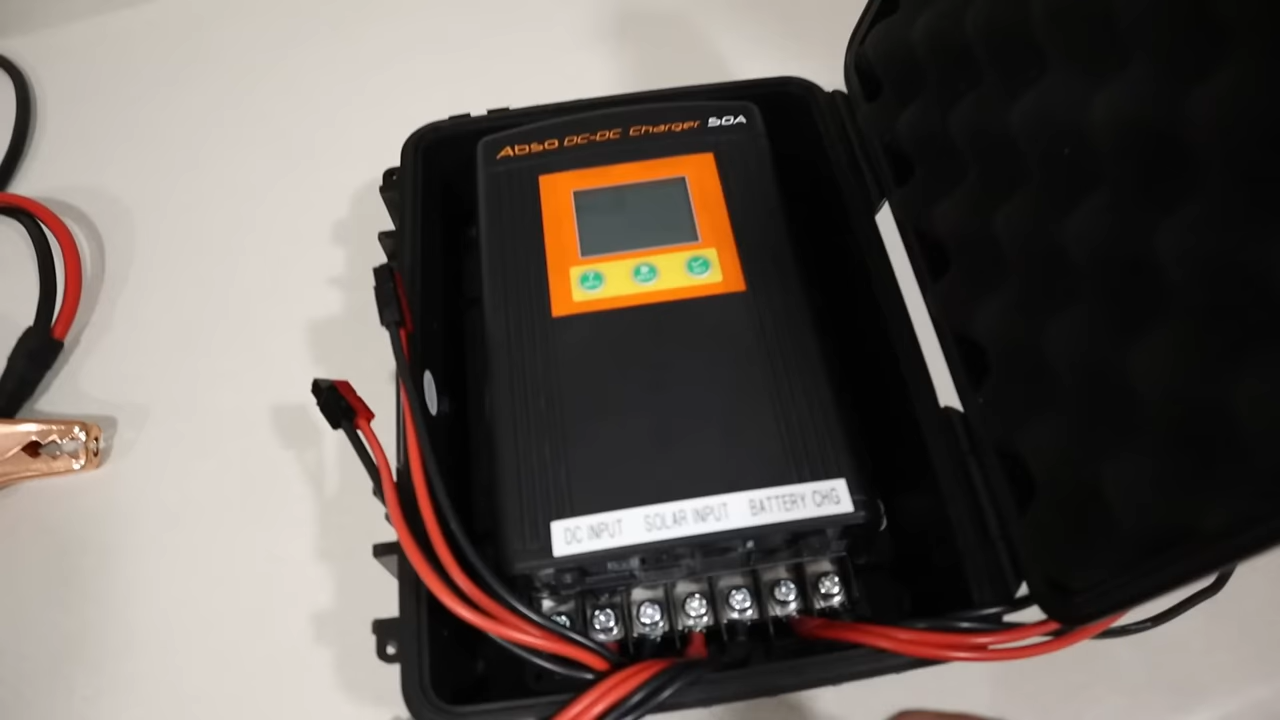 Abso DC-DC Charger 50A
DC INPUT SOLAR INPUT BATTERY CHG